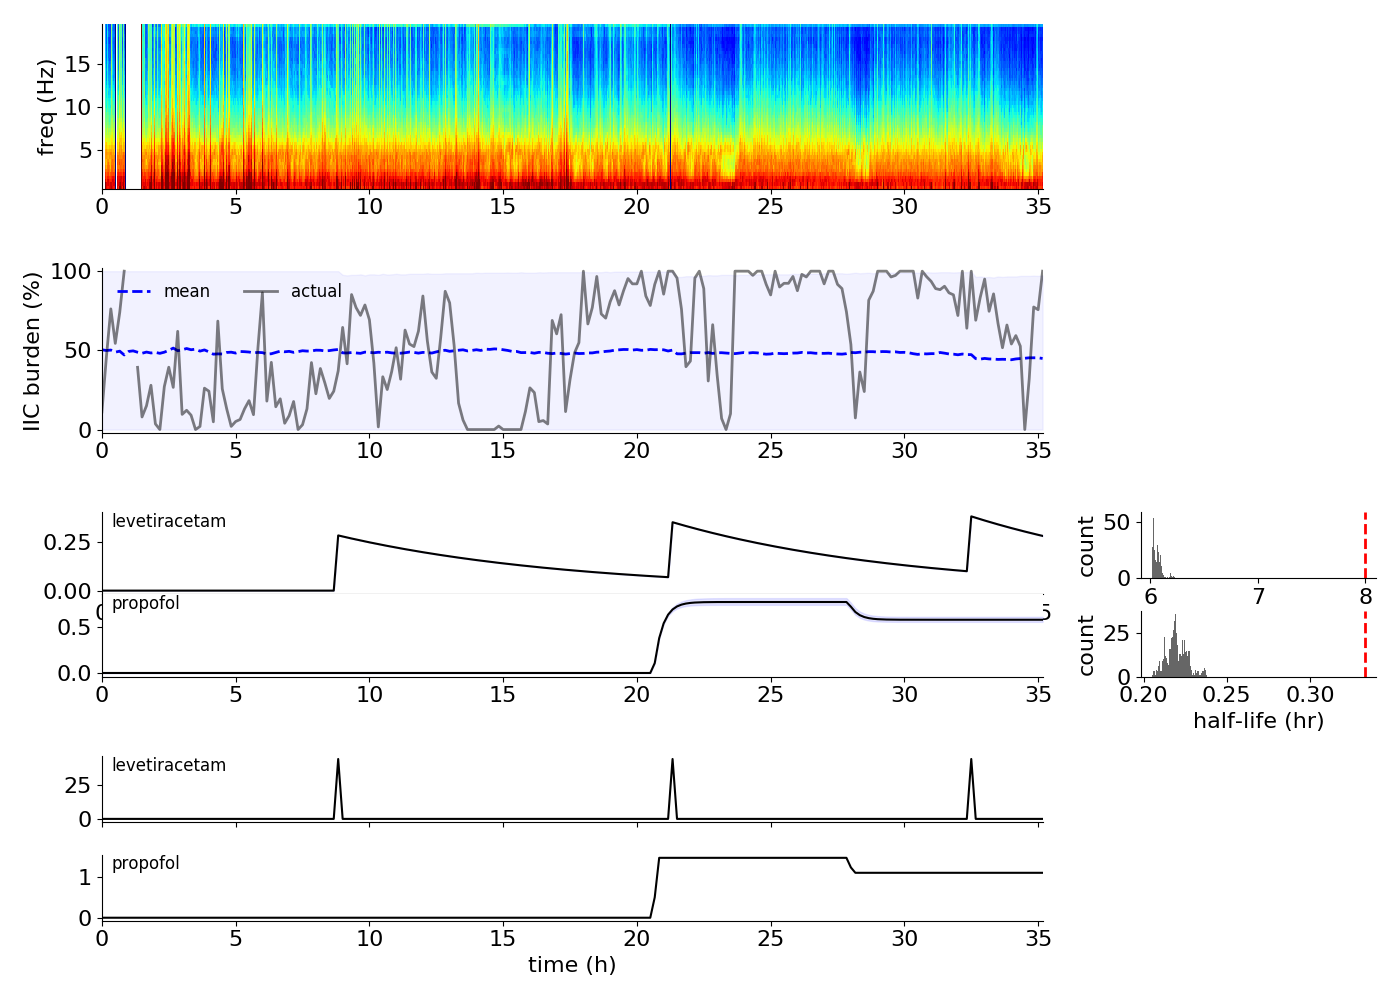 freq (Hz)
15
10
5
0 5 10 15 20 25 30 35
IIC burden (%)
100
50
0
mean actual
0 5 10 15 20 25 30 35
levetiracetam
0.25
0.00
count
50
0
6 7 8
propofol
0.5
0.0
0 5 10 15 20 25 30 35
count
25
0
0.20 0.25 0.30
half-life (hr)
levetiracetam
25
0
propofol
1
0
0 5 10 15 20 25 30 35
time (h)